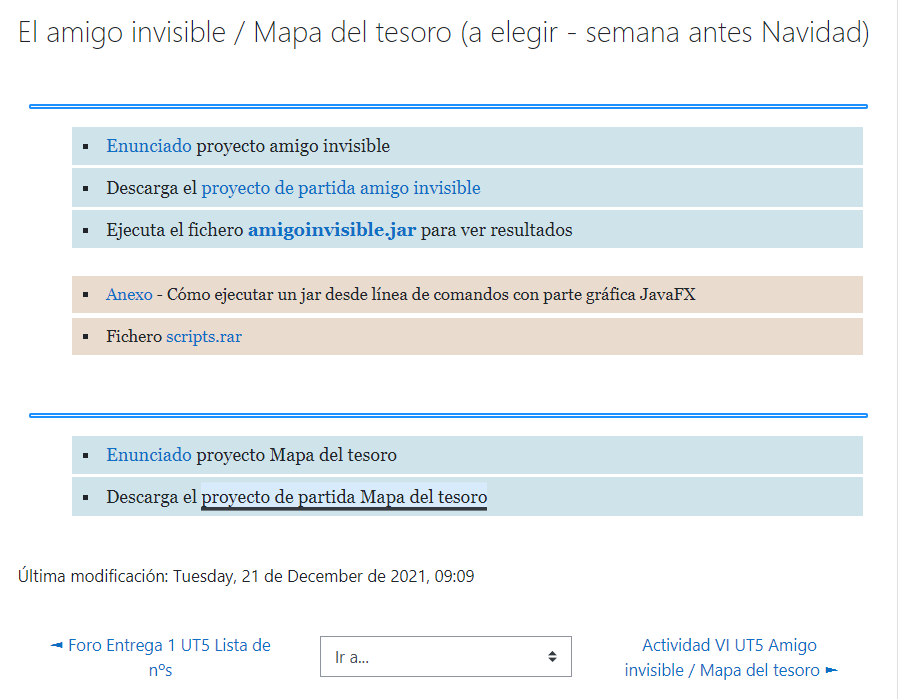 El amigo invisible / Mapa del tesoro (a elegir - semana antes Navidad)
Enunciado proyecto amigo invisible
Descarga el proyecto de partida amigo invisible
Ejecuta el fichero amigoinvisible.jar para ver resultados
Anexo - Cómo ejecutar un jar desde línea de comandos con parte gráfica JavaFX
Fichero scripts.rar
Enunciado proyecto Mapa del tesoro
Descarga el proyecto de partida Mapa del tesoro
Última modificación: Tuesday, 21 de December de 2021, 09:09
◄ Foro Entrega 1 UT5 Lista de
nºs
Ir a...
Actividad VI UT5 Amigo
invisible / Mapa del tesoro ►